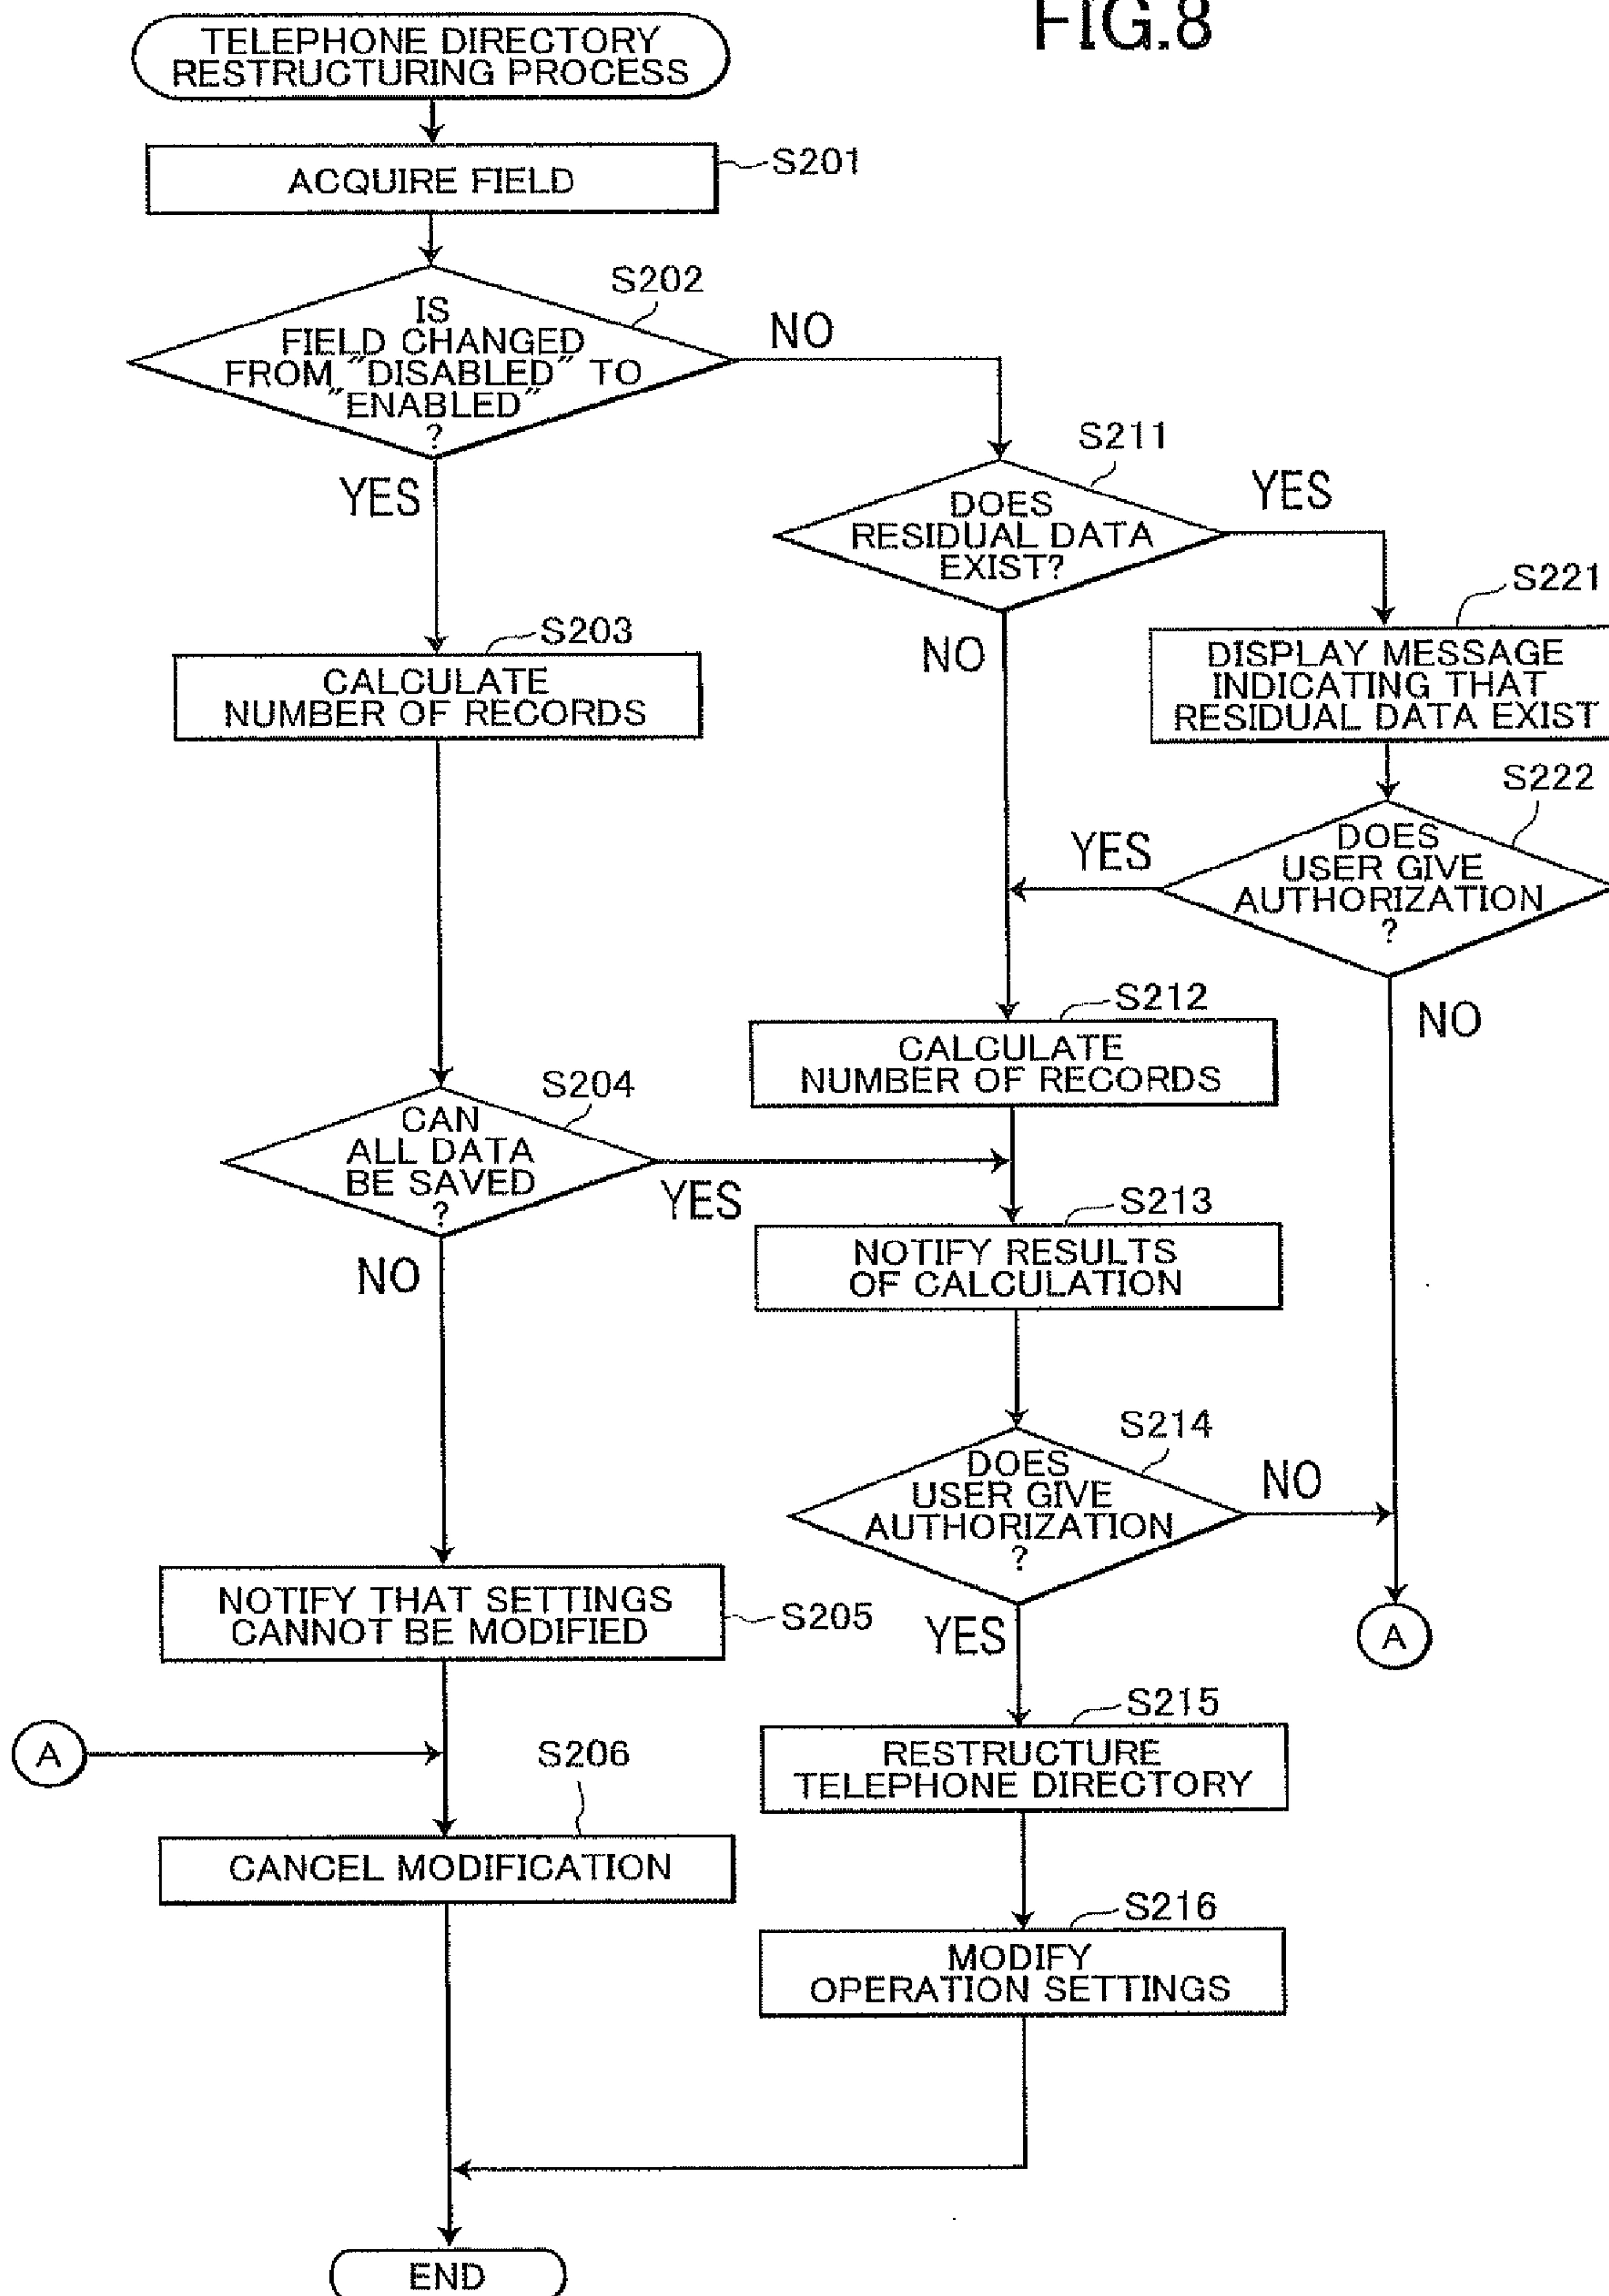 FIG.8
TELEPHONE DIRECTORY
RESTRUCTURING PROCESS
ACQUIRE FIELD
S201
S202
IS
FIELD CHANGED
FROM "DISABLED" TO
"ENABLED"
?
NO
YES
S203
CALCULATE
NUMBER OF RECORDS
S204
CAN
ALL DATA
BE SAVED
?
YES
NO
NOTIFY THAT SETTINGS
CANNOT BE MODIFIED
S205
A
S206
CANCEL MODIFICATION
S211
DOES
RESIDUAL DATA
EXIST?
YES
NO
S221
DISPLAY MESSAGE
INDICATING THAT
RESIDUAL DATA EXIST
S222
DOES
USER GIVE
AUTHORIZATION
?
YES
NO
S212
CALCULATE
NUMBER OF RECORDS
S213
NOTIFY RESULTS
OF CALCULATION
S214
DOES
USER GIVE
AUTHORIZATION
?
NO
YES
A
S215
RESTRUCTURE
TELEPHONE DIRECTORY
S216
MODIFY
OPERATION SETTINGS
END